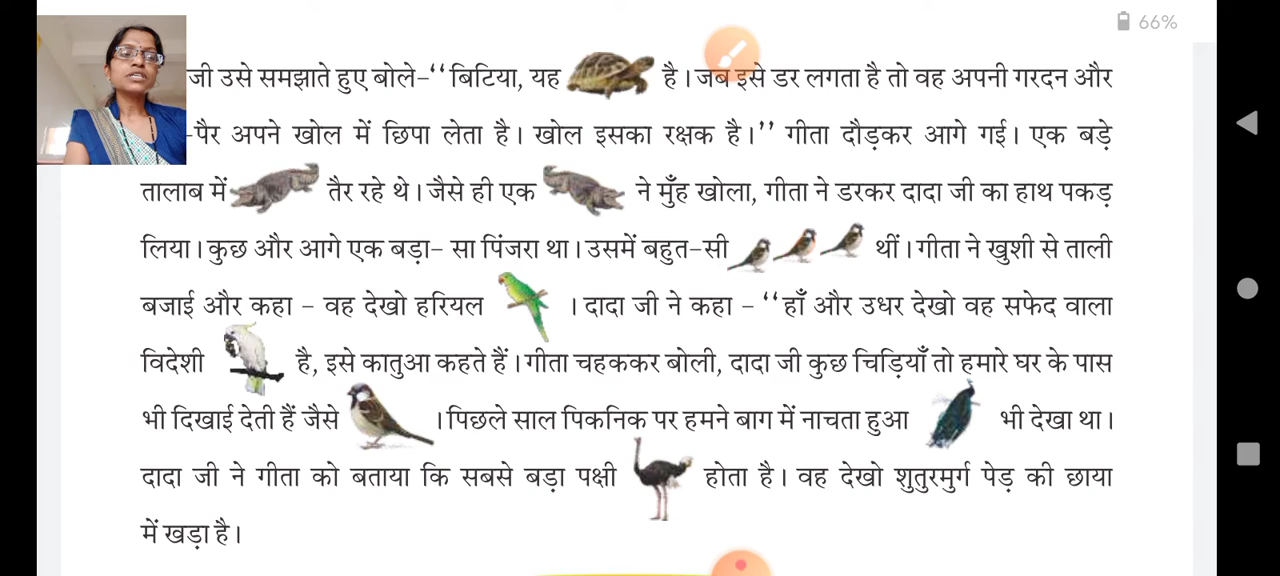 66%
जी उसे समझाते हुए बोले-“बिटिया, यह है। जब इसे डर लगता है तो वह अपनी गरदन और
-पैर अपने खोल में छिपा लेता है। खोल इसका रक्षक है।” गीता दौड़कर आगे गई। एक बड़े
तालाब में तैर रहे थे। जैसे ही एक ने मुँह खोला, गीता ने डरकर दादा जी का हाथ पकड़
लिया। कुछ और आगे एक बड़ा- सा पिंजरा था। उसमें बहुत-सी थीं। गीता ने खुशी से ताली
बजाई और कहा - वह देखो हरियल । दादा जी ने कहा - “हाँ और उधर देखो वह सफेद वाला
विदेशी है, इसे कातुआ कहते हैं। गीता चहककर बोली, दादा जी कुछ चिड़ियाँ तो हमारे घर के पास
भी दिखाई देती हैं जैसे । पिछले साल पिकनिक पर हमने बाग में नाचता हुआ भी देखा था।
दादा जी ने गीता को बताया कि सबसे बड़ा पक्षी होता है। वह देखो शुतुरमुर्ग पेड़ की छाया
में खड़ा है।